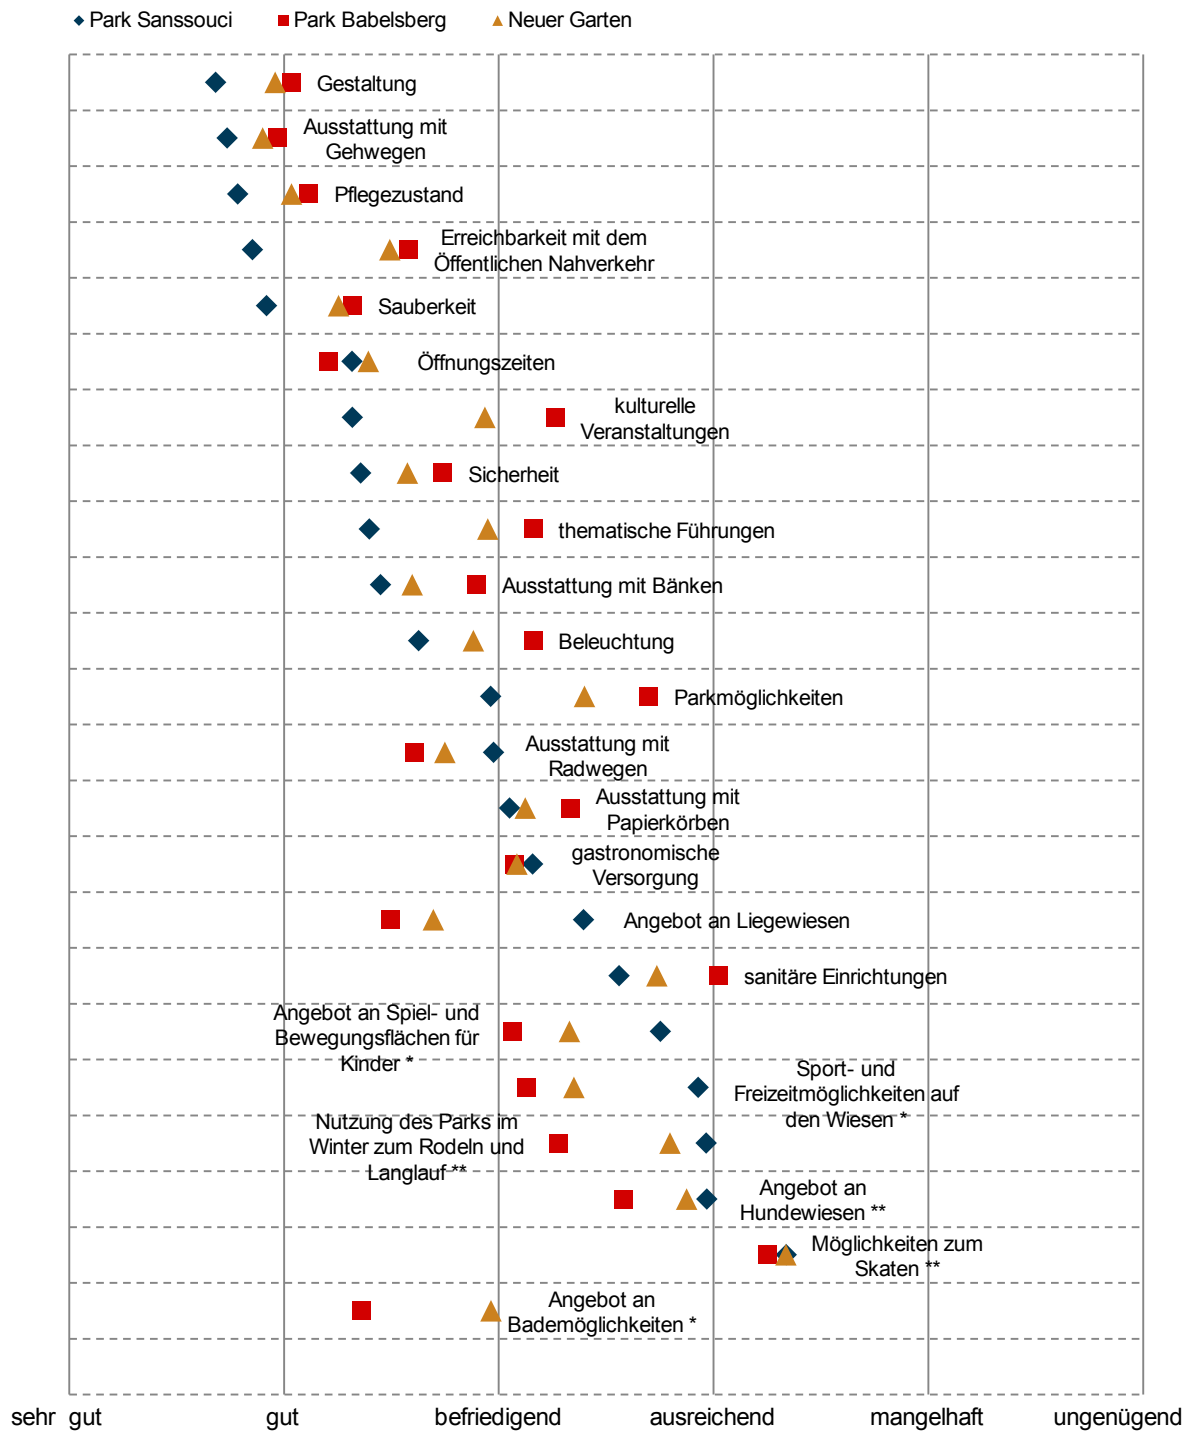 Park Sanssouci Park Babelsberg Neuer Garten
Gestaltung
Ausstattung mit
Gehwegen
Pflegezustand
Erreichbarkeit mit dem
Öffentlichen Nahverkehr
Sauberkeit
Öffnungszeiten
kulturelle
Veranstaltungen
Sicherheit
thematische Führungen
Ausstattung mit Bänken
Beleuchtung
Parkmöglichkeiten
Ausstattung mit
Radwegen
Ausstattung mit
Papierkörben
gastronomische
Versorgung
Angebot an Liegewiesen
sanitäre Einrichtungen
Angebot an Spiel- und
Bewegungsflächen für
Kinder *
Sport- und
Freizeitmöglichkeiten auf
den Wiesen *
Nutzung des Parks im
Winter zum Rodeln und
Langlauf **
Angebot an
Hundewiesen **
Möglichkeiten zum
Skaten **
Angebot an
Bademöglichkeiten *
sehr gut gut befriedigend ausreichend mangelhaft ungenügend